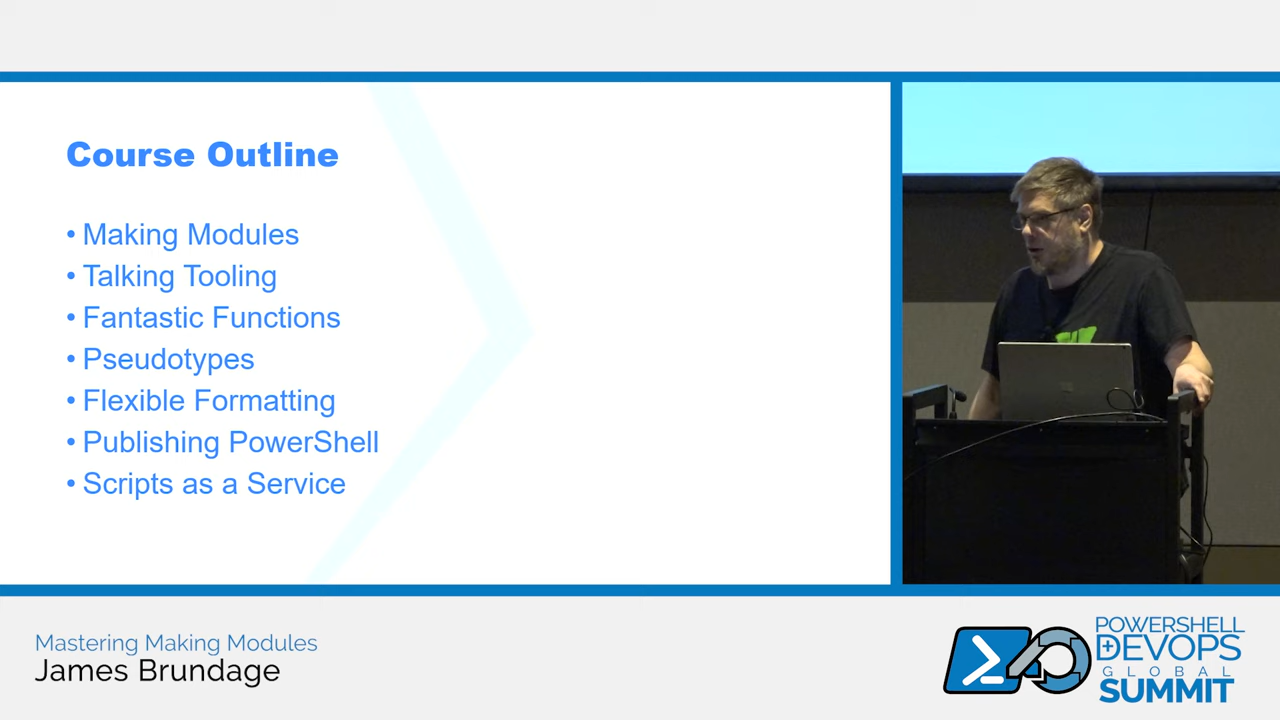 Course Outline
• Making Modules
• Talking Tooling
• Fantastic Functions
• Pseudotypes
• Flexible Formatting
• Publishing PowerShell
• Scripts as a Service
Mastering Making Modules
James Brundage
POWERSHELL
+DEVOPS
GLOBAL
SUMMIT